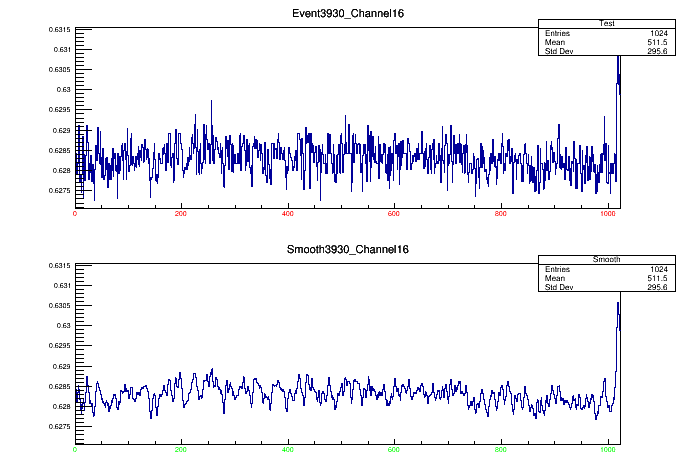 Event3930_Channel16
Test
Entries 1024
Mean 511.5
Std Dev 295.6
0.6315
0.631
0.6305
0.63
0.6295
0.629
0.6285
0.628
0.6275
0 200 400 600 800 1000
Smooth3930_Channel16
Smooth
Entries 1024
Mean 511.5
Std Dev 295.6
0.6315
0.631
0.6305
0.63
0.6295
0.629
0.6285
0.628
0.6275
0 200 400 600 800 1000